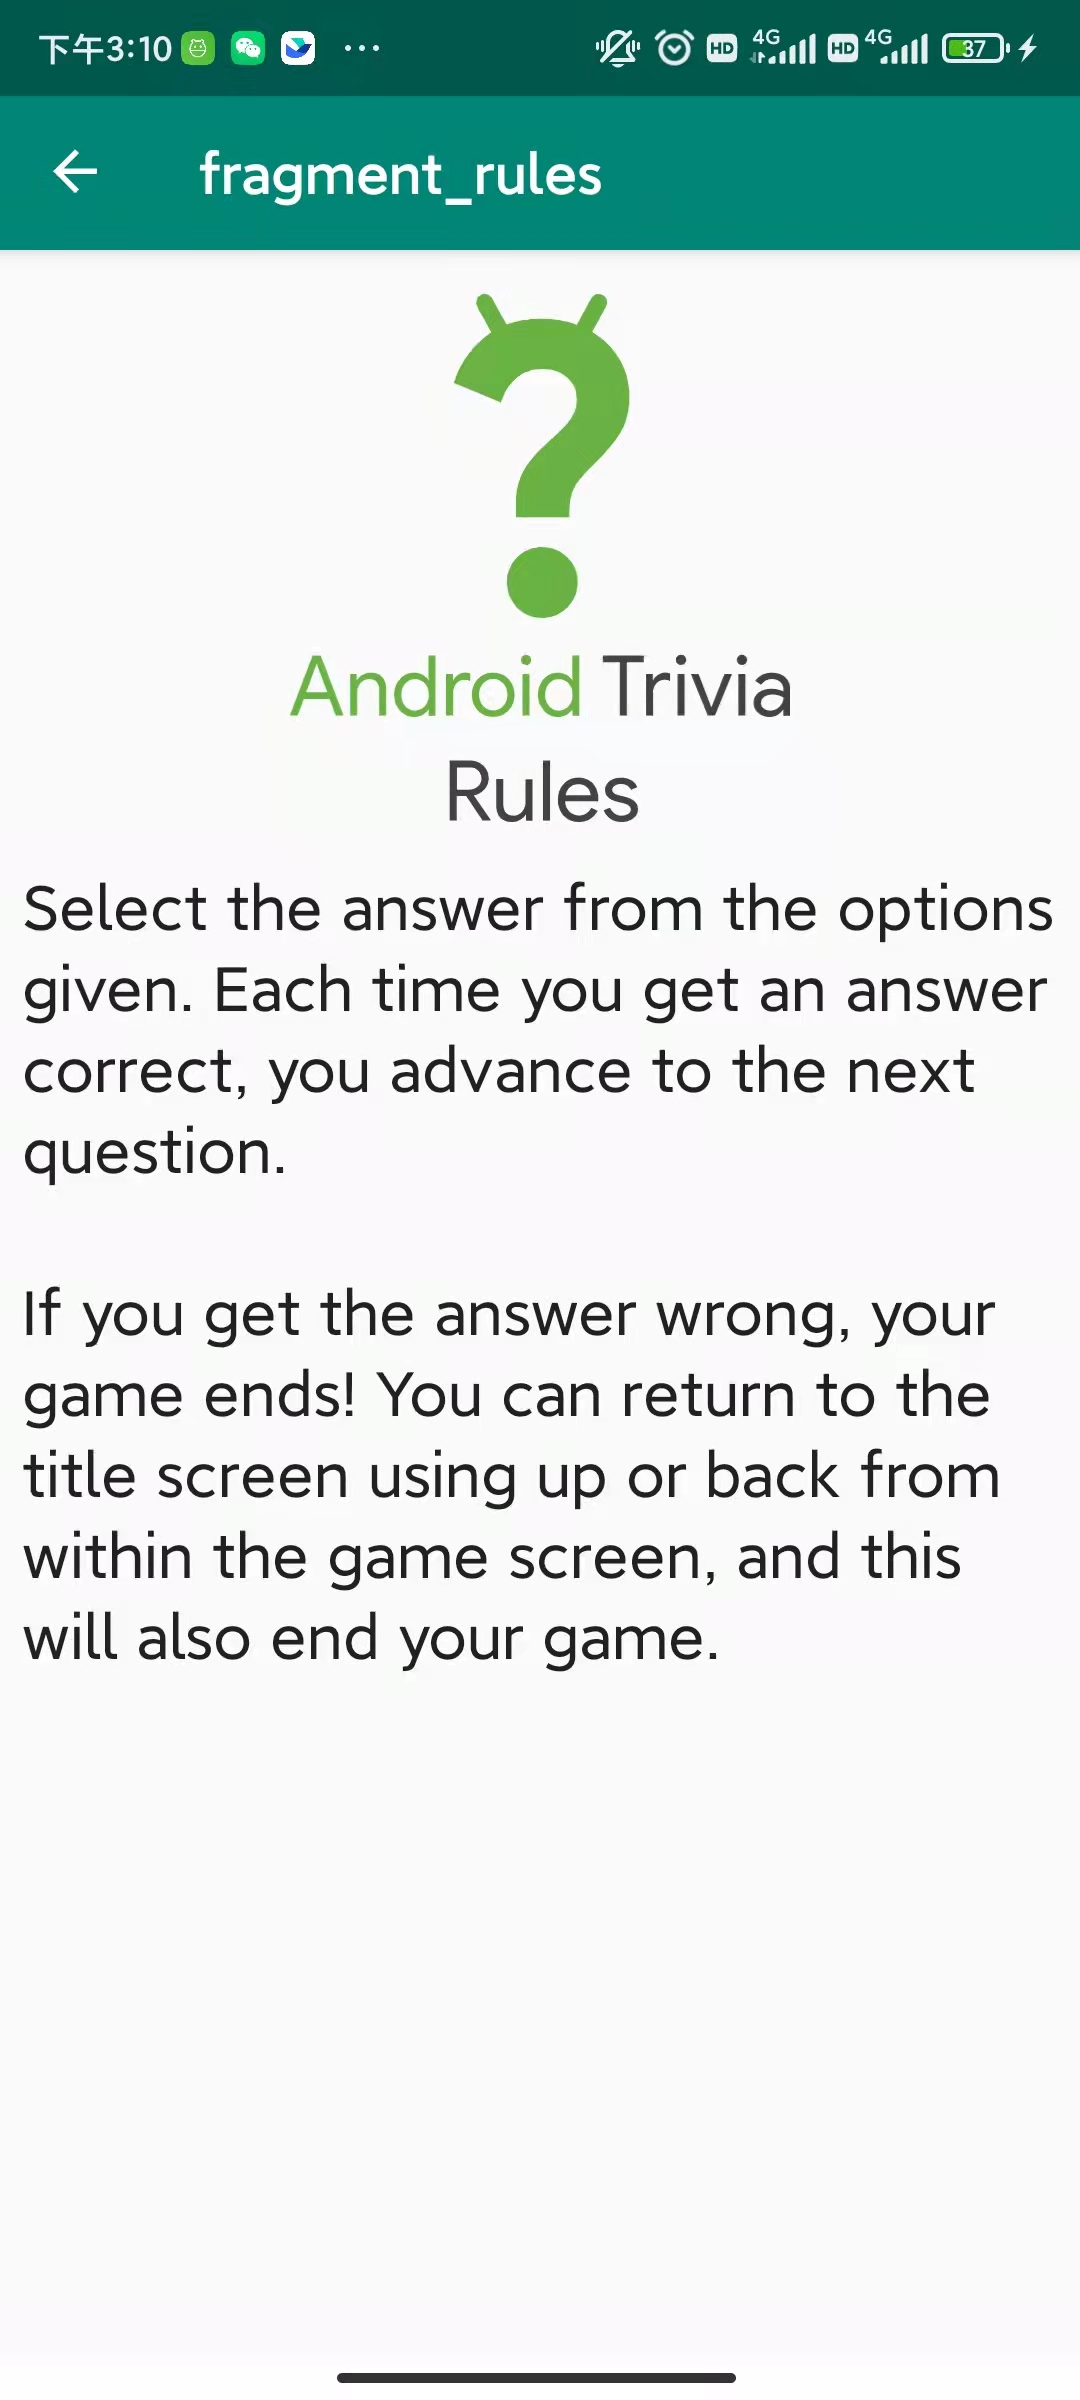 下午3:10
HD 4G HD 4G 37
fragment_rules
Android Trivia
Rules
Select the answer from the options
given. Each time you get an answer
correct, you advance to the next
question.
If you get the answer wrong, your
game ends! You can return to the
title screen using up or back from
within the game screen, and this
will also end your game.